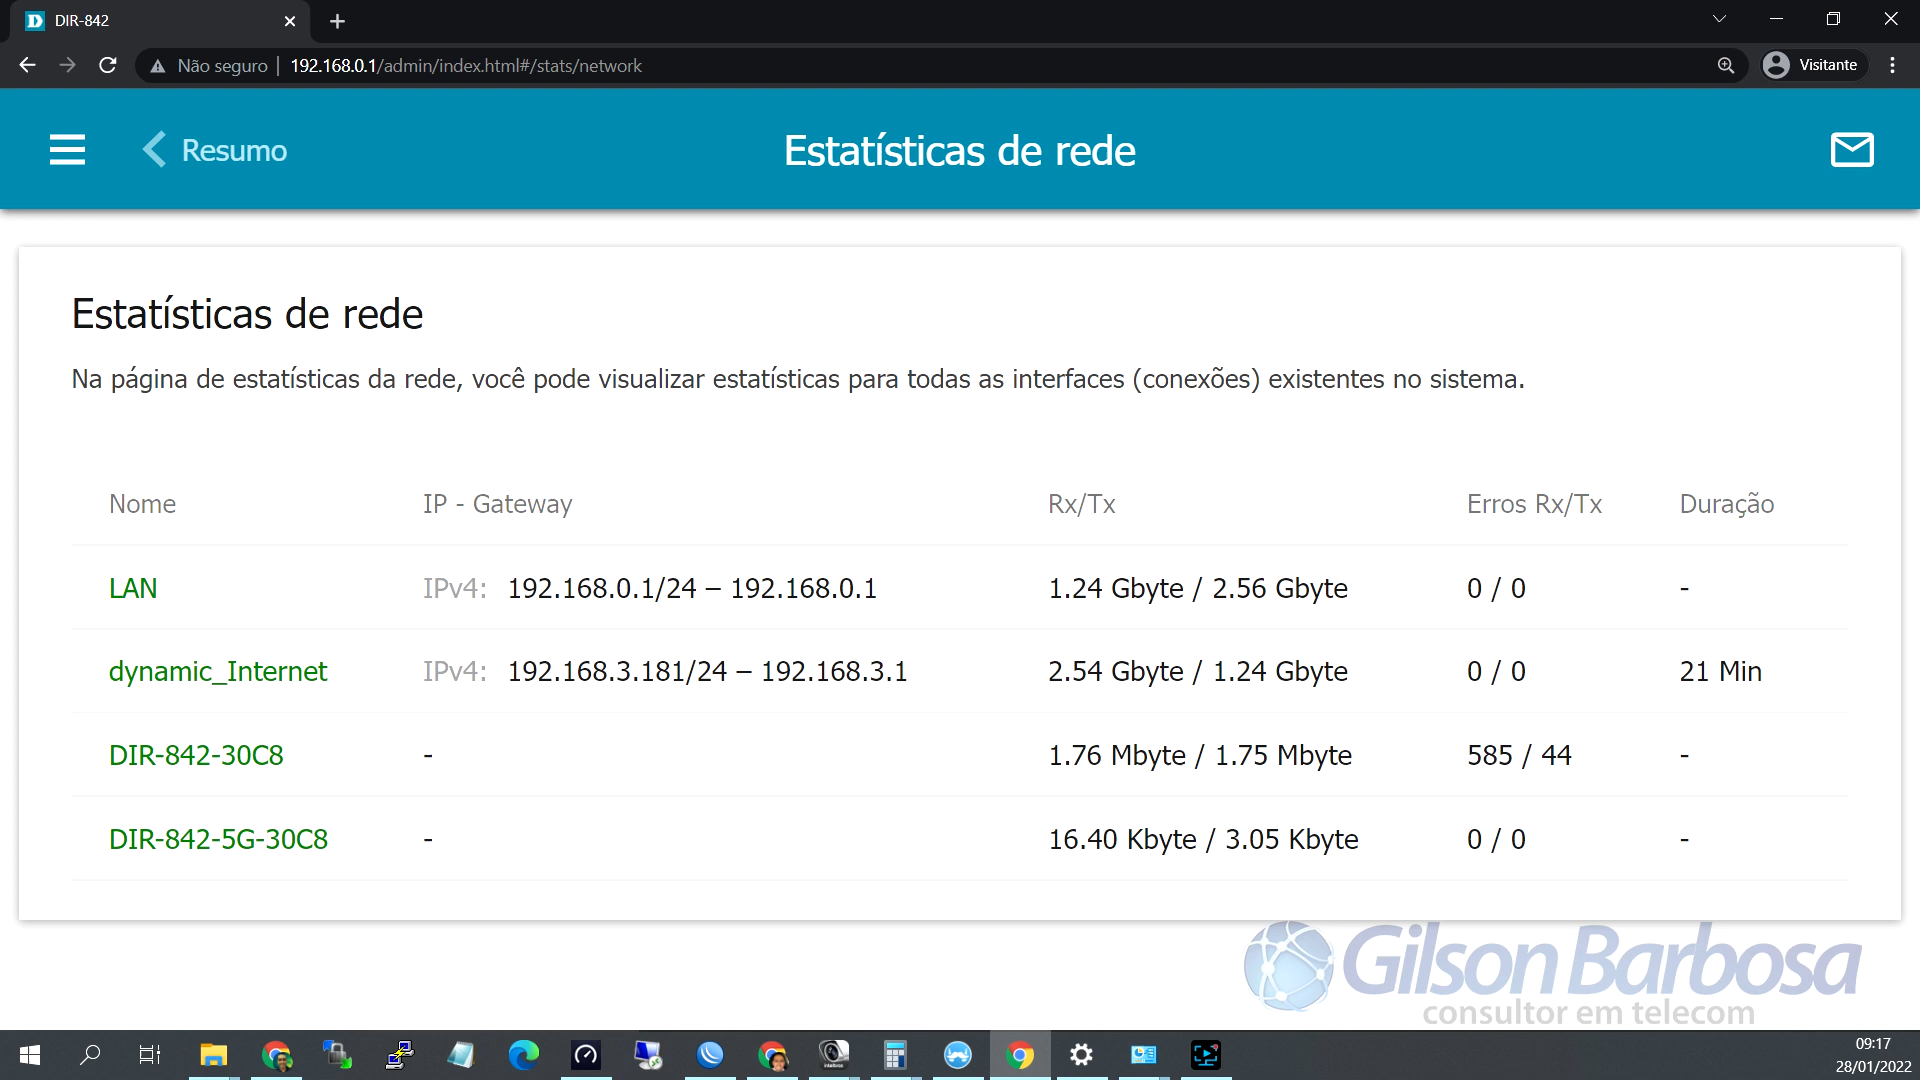 DIR-842
Não seguro | 192.168.0.1/admin/index.html#/stats/network
Visitante
Resumo
Estatísticas de rede
Estatísticas de rede
Na página de estatísticas da rede, você pode visualizar estatísticas para todas as interfaces (conexões) existentes no sistema.
Nome IP - Gateway Rx/Tx Erros Rx/Tx Duração
LAN IPv4: 192.168.0.1/24 – 192.168.0.1 1.24 Gbyte / 2.56 Gbyte 0 / 0 -
dynamic_Internet IPv4: 192.168.3.181/24 – 192.168.3.1 2.54 Gbyte / 1.24 Gbyte 0 / 0 21 Min
DIR-842-30C8 - 1.76 Mbyte / 1.75 Mbyte 585 / 44 -
DIR-842-5G-30C8 - 16.40 Kbyte / 3.05 Kbyte 0 / 0 -
Gilson Barbosa
consultor em telecom
09:17
28/01/2022